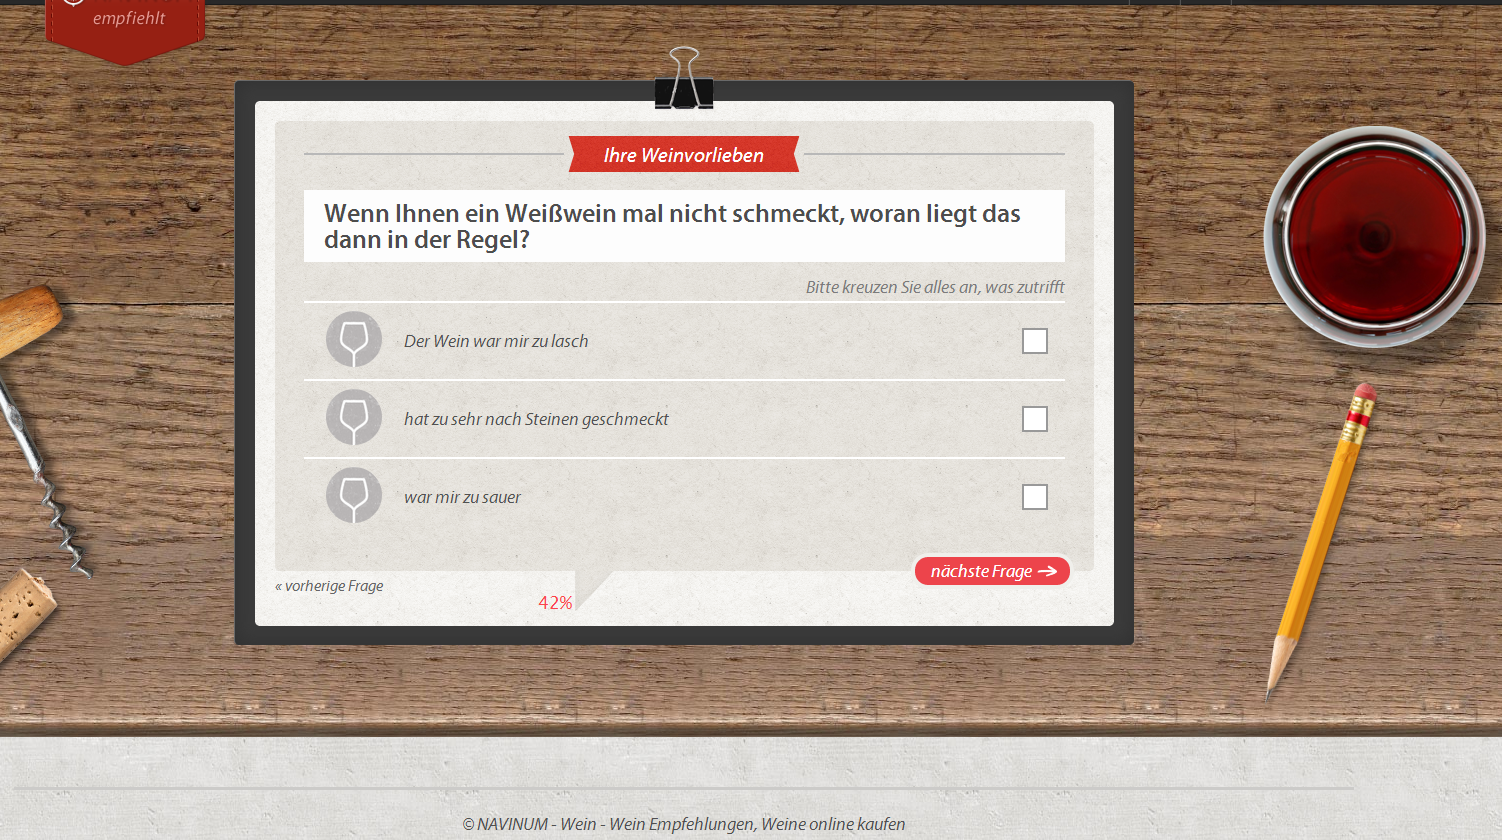 empfiehlt
Ihre Weinvorlieben
Wenn Ihnen ein Weißwein mal nicht schmeckt, woran liegt das
dann in der Regel?
Bitte kreuzen Sie alles an, was zutrifft
Der Wein war mir zu lasch
hat zu sehr nach Steinen geschmeckt
war mir zu sauer
nächste Frage
« vorherige Frage
42%
© NAVINUM - Wein - Wein Empfehlungen, Weine online kaufen